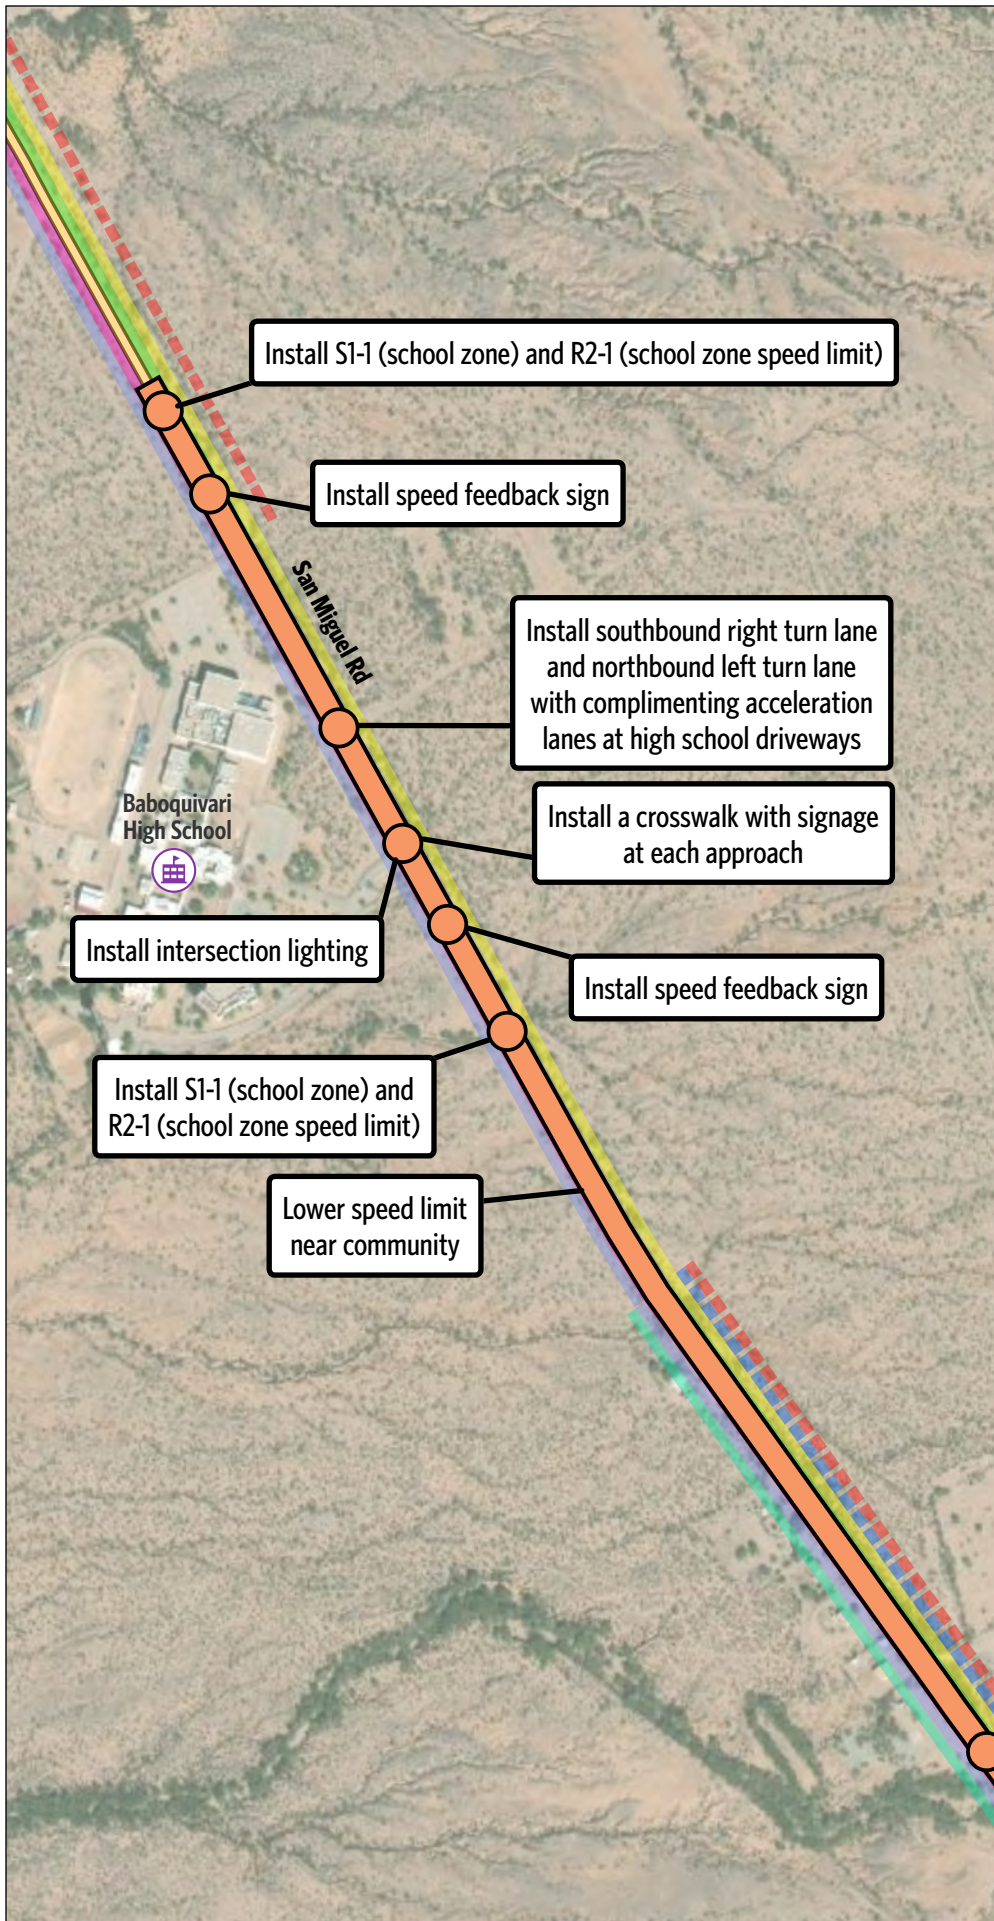 Install S1-1 (school zone) and R2-1 (school zone speed limit)
Install speed feedback sign
San Miguel Rd
Install southbound right turn lane
and northbound left turn lane
with complimenting acceleration
lanes at high school driveways
Baboquivari
High School
Install a crosswalk with signage
at each approach
Install intersection lighting
Install speed feedback sign
Install S1-1 (school zone) and
R2-1 (school zone speed limit)
Lower speed limit
near community